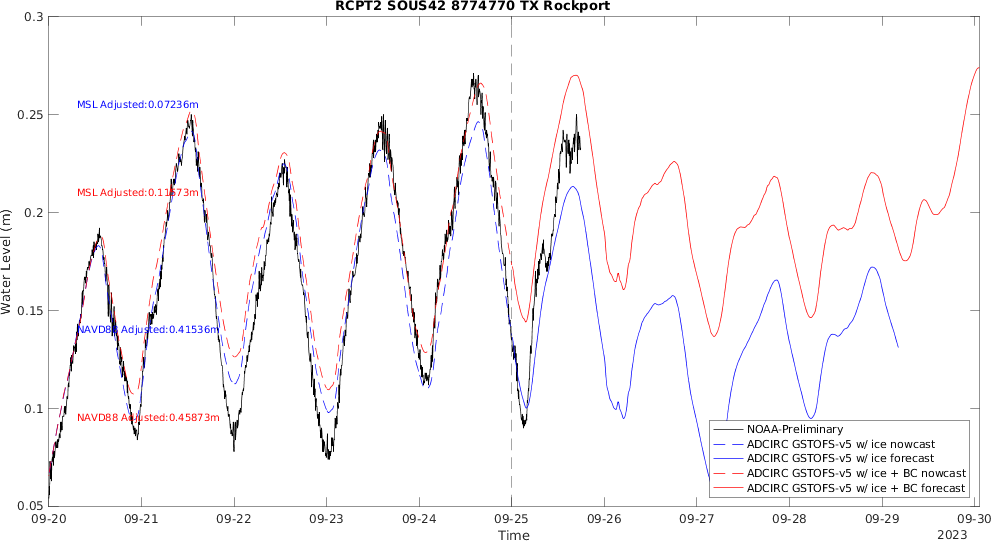 RCPT2 SOUS42 8774770 TX Rockport
0.3
0.25
0.2
0.15
0.1
0.05
Water Level (m)
MSL Adjusted:0.07236m
MSL Adjusted:0.11573m
NAVD88 Adjusted:0.41536m
NAVD88 Adjusted:0.45873m
NOAA-Preliminary
ADCIRC GSTOFS-v5 w/ ice nowcast
ADCIRC GSTOFS-v5 w/ ice forecast
ADCIRC GSTOFS-v5 w/ ice + BC nowcast
ADCIRC GSTOFS-v5 w/ ice + BC forecast
09-20 09-21 09-22 09-23 09-24 09-25 09-26 09-27 09-28 09-29 09-30
Time
2023